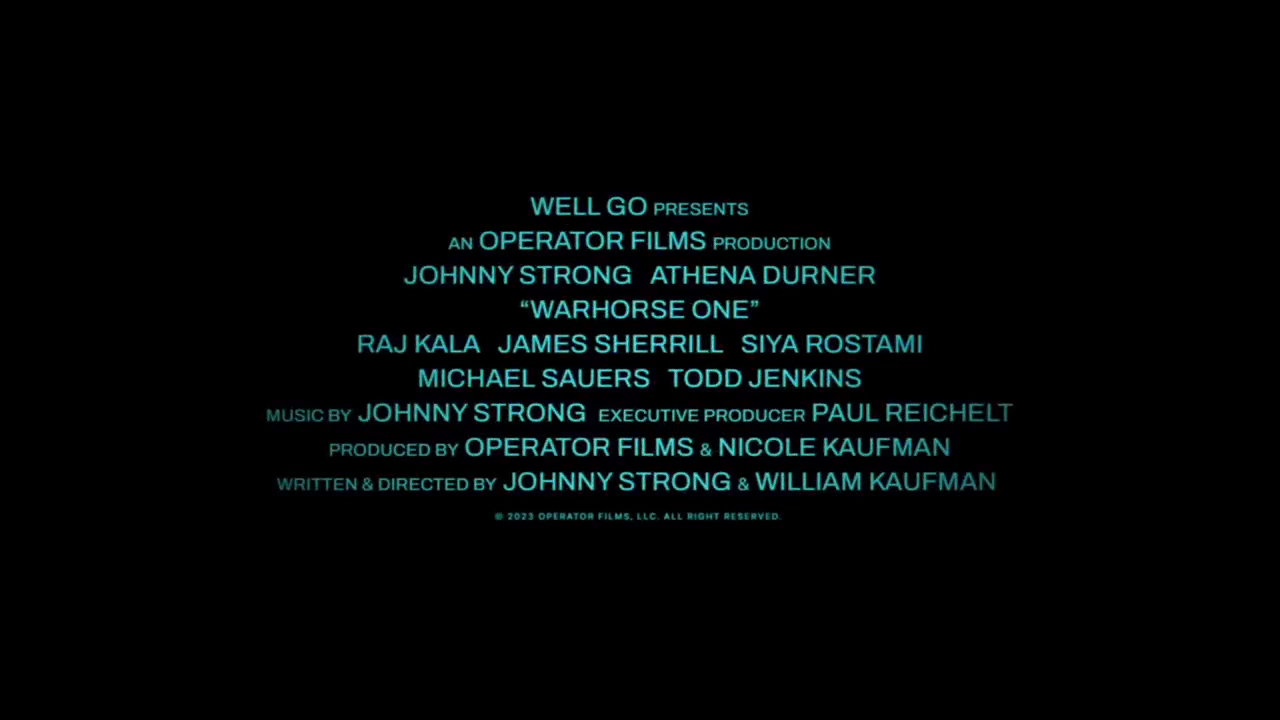 WELL GO PRESENTS
AN OPERATOR FILMS PRODUCTION
JOHNNY STRONG ATHENA DURNER
“WARHORSE ONE”
RAJ KALA JAMES SHERRILL SIYA ROSTAMI
MICHAEL SAUERS TODD JENKINS
MUSIC BY JOHNNY STRONG EXECUTIVE PRODUCER PAUL REICHELT
PRODUCED BY OPERATOR FILMS & NICOLE KAUFMAN
WRITTEN & DIRECTED BY JOHNNY STRONG & WILLIAM KAUFMAN
© 2023 OPERATOR FILMS, LLC. ALL RIGHT RESERVED.